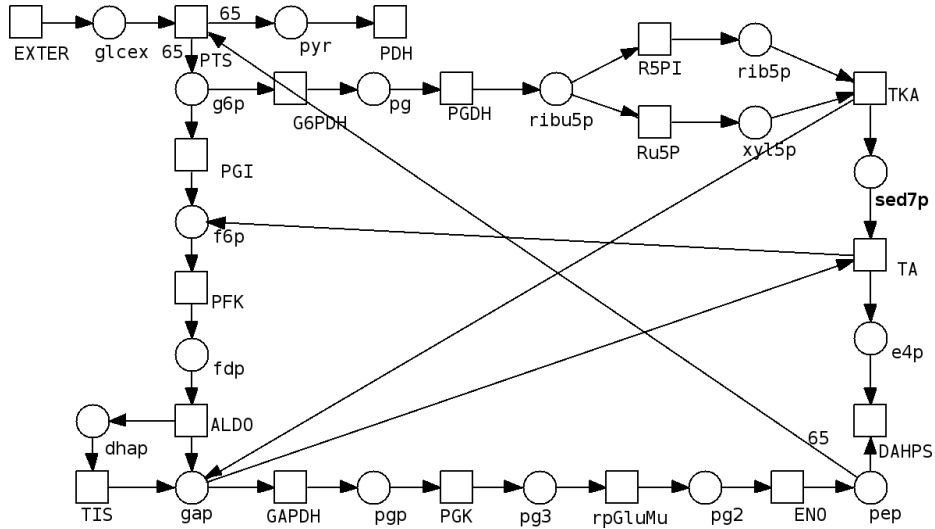 65
EXTER
glcex
65
PTS
pyr
PDH
R5PI
rib5p
g6p
G6PDH
pg
PGDH
ribu5p
TKA
Ru5P
xyl5p
PGI
sed7p
f6p
TA
PFK
fdp
e4p
ALDO
dhap
65
DAHPS
TIS
gap
GAPDH
pgp
PGK
pg3
rpGluMu
pg2
ENO
pep